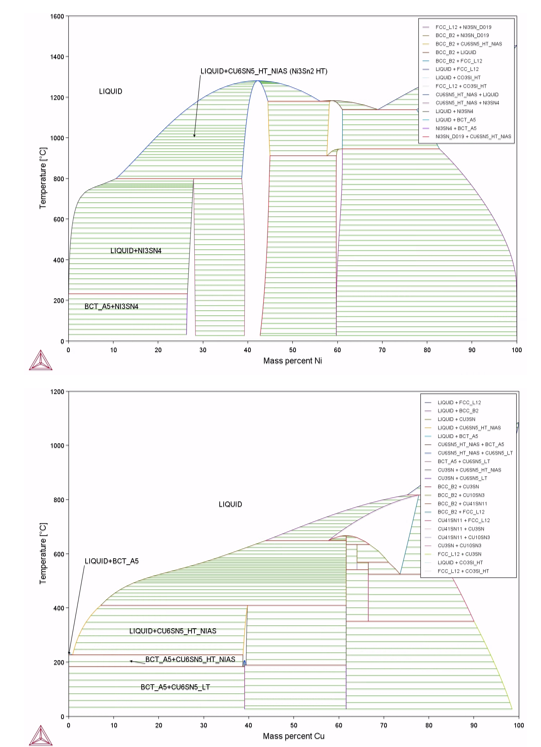 1600
1400
1200
1000
800
600
400
200
0
Temperature [°C]
LIQUID
LIQUID+CU6SN5_HT_NIAS (Ni3Sn2 HT)
LIQUID+NI3SN4
BCT_A5+NI3SN4
FCC_L12 + NI3SN_D019
BCC_B2 + NI3SN_D019
BCC_B2 + CU6SN5_HT_NIAS
BCC_B2 + LIQUID
BCC_B2 + FCC_L12
LIQUID + FCC_L12
LIQUID + CO3SI_HT
FCC_L12 + CO3SI_HT
CU6SN5_HT_NIAS + LIQUID
CU6SN5_HT_NIAS + NI3SN4
LIQUID + NI3SN4
LIQUID + BCT_A5
NI3SN4 + BCT_A5
NI3SN_D019 + CU6SN5_HT_NIAS
0 10 20 30 40 50 60 70 80 90 100
Mass percent Ni
1200
1000
800
600
400
200
0
Temperature [°C]
LIQUID
LIQUID+BCT_A5
LIQUID+CU6SN5_HT_NIAS
BCT_A5+CU6SN5_HT_NIAS
BCT_A5+CU6SN5_LT
LIQUID + FCC_L12
LIQUID + BCC_B2
LIQUID + CU3SN
LIQUID + CU6SN5_HT_NIAS
LIQUID + BCT_A5
CU6SN5_HT_NIAS + BCT_A5
CU6SN5_HT_NIAS + CU6SN5_LT
BCT_A5 + CU6SN5_LT
CU3SN + CU6SN5_HT_NIAS
CU3SN + CU6SN5_LT
BCC_B2 + CU3SN
BCC_B2 + CU10SN3
BCC_B2 + CU41SN11
BCC_B2 + FCC_L12
CU41SN11 + FCC_L12
CU41SN11 + CU3SN
CU41SN11 + CU10SN3
CU3SN + CU10SN3
FCC_L12 + CU3SN
LIQUID + CO3SI_HT
FCC_L12 + CO3SI_HT
0 10 20 30 40 50 60 70 80 90 100
Mass percent Cu